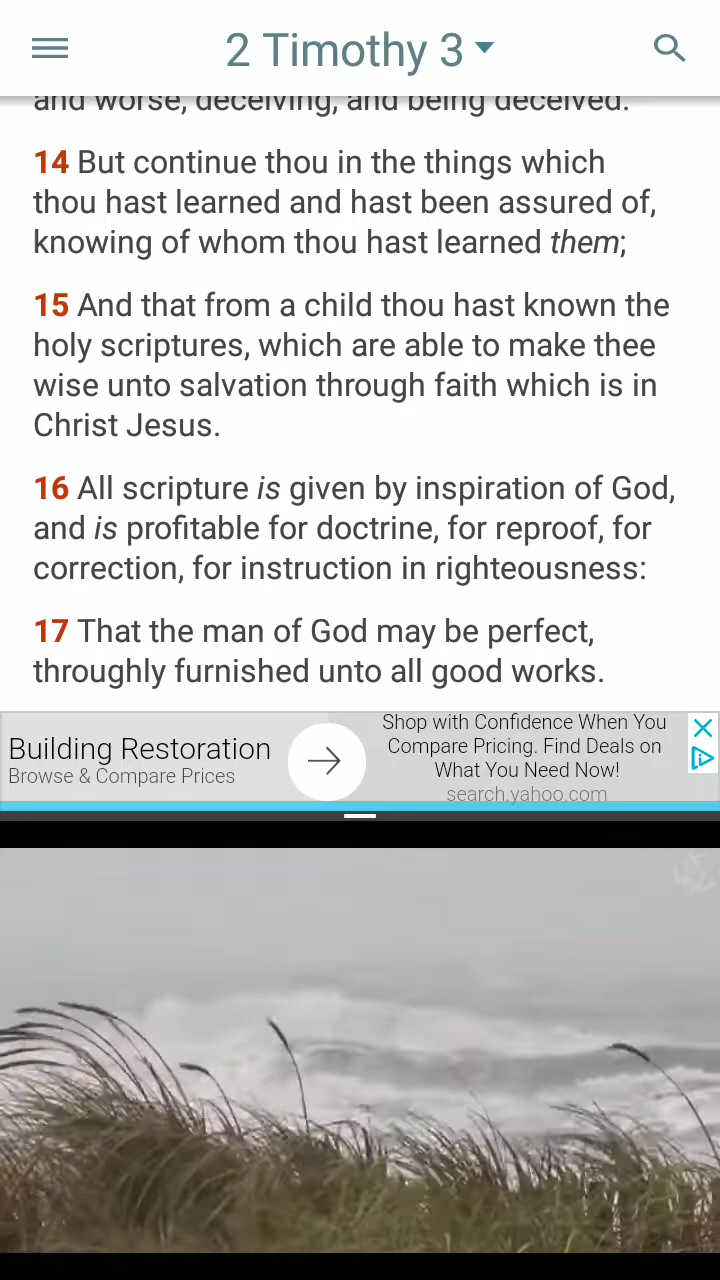 2 Timothy 3
and worse, deceiving, and being deceived.
14 But continue thou in the things which
thou hast learned and hast been assured of,
knowing of whom thou hast learned them;
15 And that from a child thou hast known the
holy scriptures, which are able to make thee
wise unto salvation through faith which is in
Christ Jesus.
16 All scripture is given by inspiration of God,
and is profitable for doctrine, for reproof, for
correction, for instruction in righteousness:
17 That the man of God may be perfect,
throughly furnished unto all good works.
Building Restoration
Browse & Compare Prices
Shop with Confidence When You
Compare Pricing. Find Deals on
What You Need Now!
search.yahoo.com